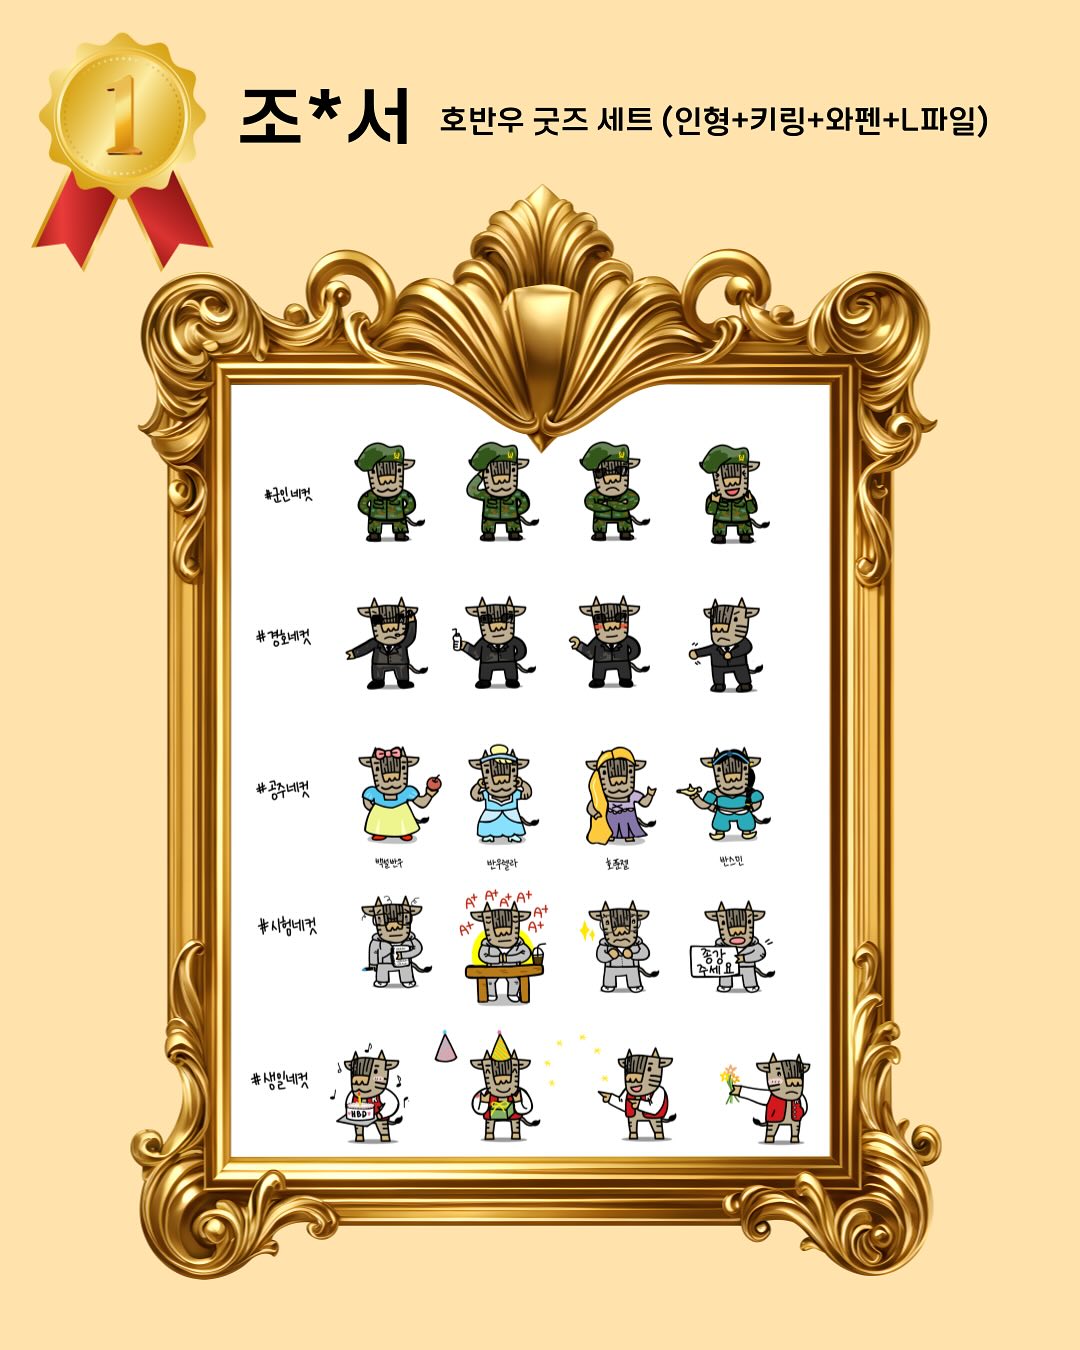 1
조*서 호반우 굿즈 세트 (인형+키링+와펜+L파일)
#군인네컷
#경호네컷
#공주네컷
백설반우 반우렐라 호푼젤 반스민
#시험네컷
A+ A+ A+ A+ A+ A+ A+
종강
주세요
#생일네컷
HBD